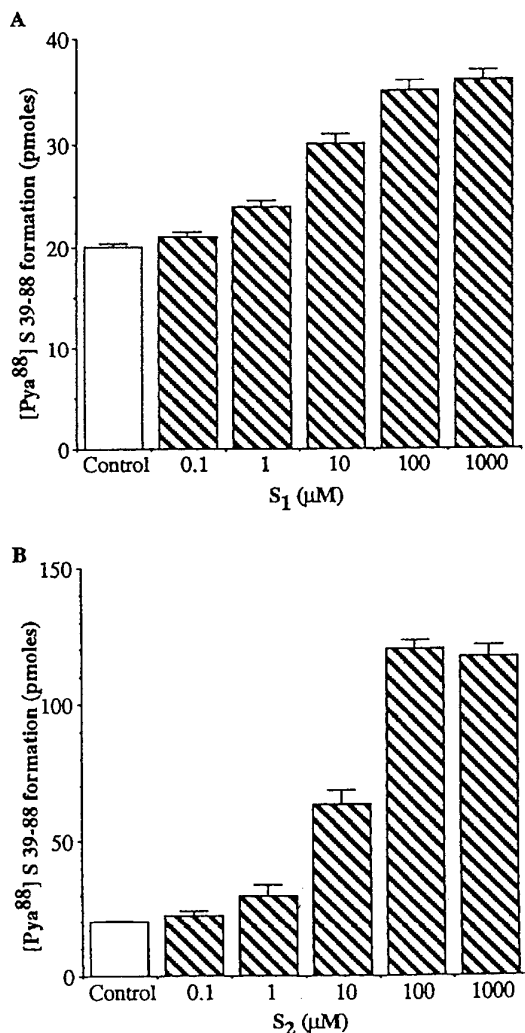 A
[Pya88] S 39-88 formation (pmoles)
40
30
20
10
0
Control 0.1 1 10 100 1000
S1 (µM)
B
[Pya88] S 39-88 formation (pmoles)
150
100
50
0
Control 0.1 1 10 100 1000
S2 (µM)